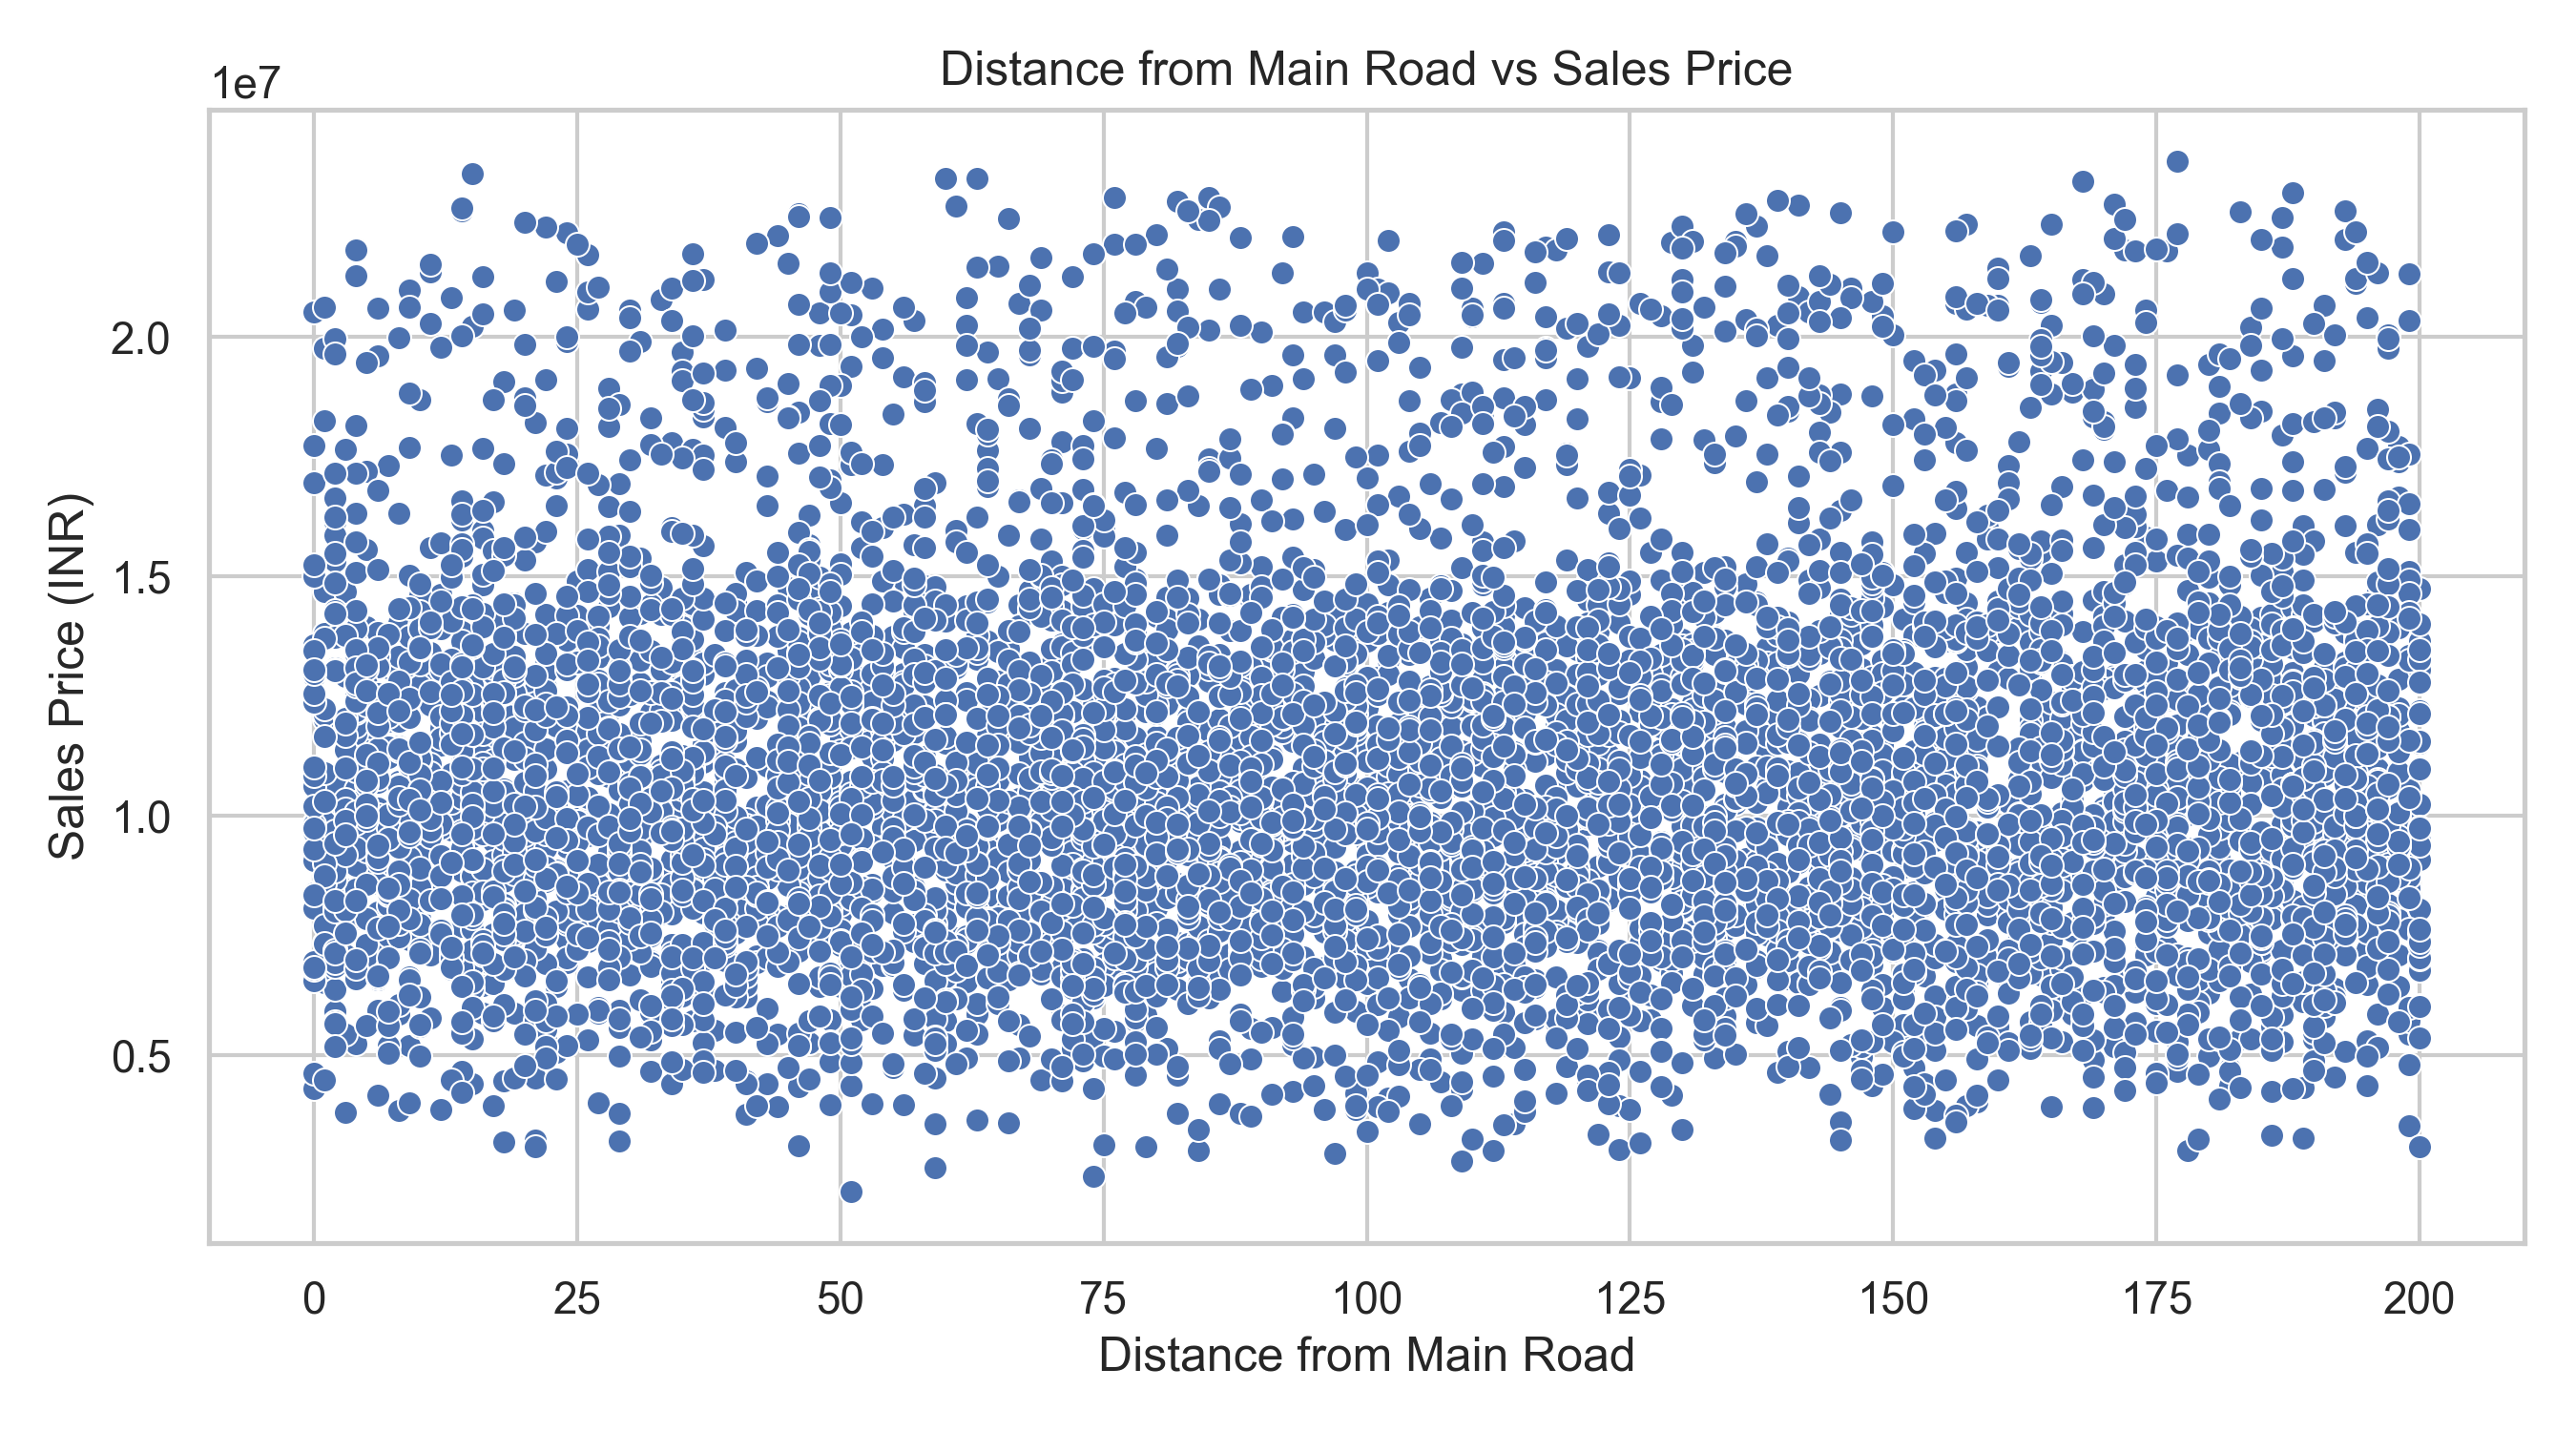 Distance from Main Road vs Sales Price
1e7
2.0
1.5
1.0
0.5
Sales Price (INR)
0 25 50 75 100 125 150 175 200
Distance from Main Road